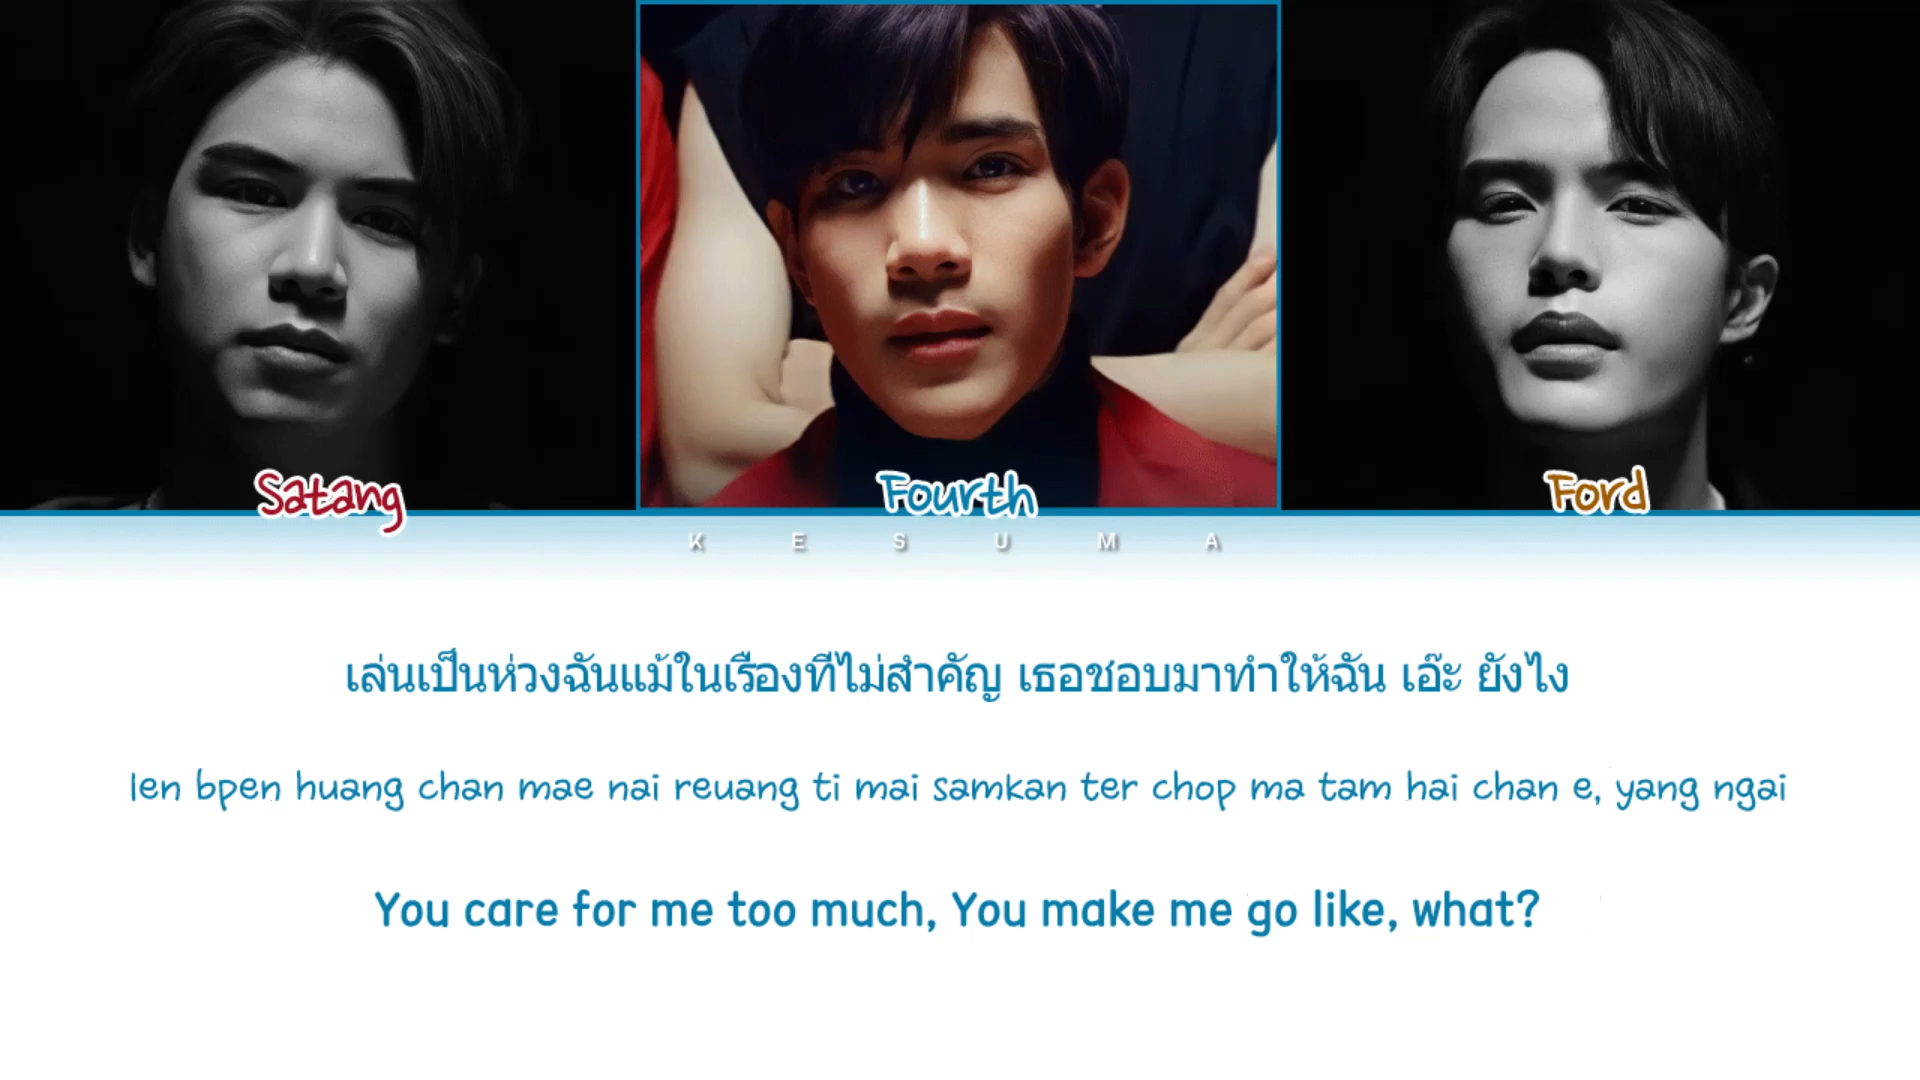 Satang Fourth Ford
K E S U M A
เล่นเป็นห่วงฉันแม้ในเรื่องที่ไม่สำคัญ เธอชอบมาทำให้ฉัน เอ๊ะ ยังไง
len bpen huang chan mae nai reuang ti mai samkan ter chop ma tam hai chan e, yang ngai
You care for me too much, You make me go like, what?